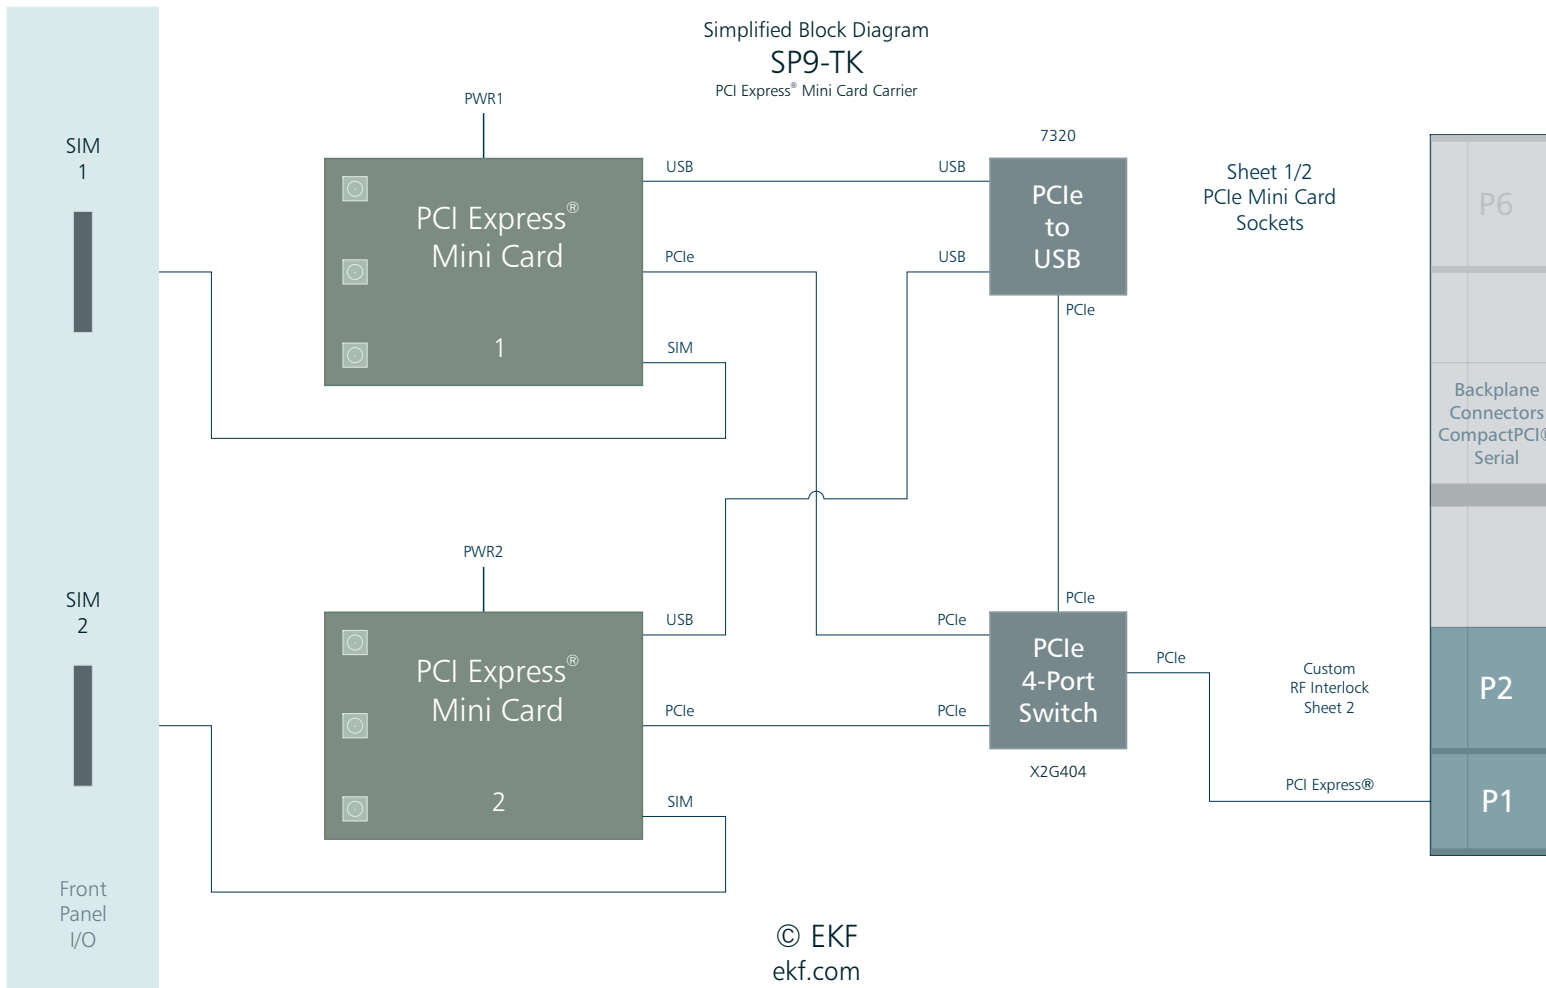 Simplified Block Diagram
SP9-TK
PCI Express® Mini Card Carrier
SIM
1
PWR1
PCI Express®
Mini Card
1
USB
PCIe
SIM
USB
USB
7320
PCIe
to
USB
PCIe
Sheet 1/2
PCIe Mini Card
Sockets
P6
Backplane
Connectors
CompactPCI®
Serial
SIM
2
PWR2
PCI Express®
Mini Card
2
USB
PCIe
SIM
PCIe
PCIe
PCIe
PCIe
4-Port
Switch
X2G404
PCIe
Custom
RF Interlock
Sheet 2
PCI Express®
P2
P1
Front
Panel
I/O
© EKF
ekf.com